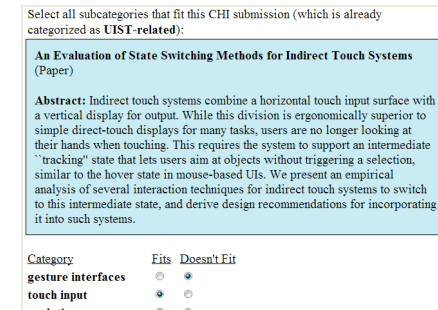 Select all subcategories that fit this CHI submission (which is already
categorized as UIST-related):
An Evaluation of State Switching Methods for Indirect Touch Systems
(Paper)
Abstract: Indirect touch systems combine a horizontal touch input surface with
a vertical display for output. While this division is ergonomically superior to
simple direct-touch displays for many tasks, users are no longer looking at
their hands when touching. This requires the system to support an intermediate
``tracking'' state that lets users aim at objects without triggering a selection,
similar to the hover state in mouse-based UIs. We present an empirical
analysis of several interaction techniques for indirect touch systems to switch
to this intermediate state, and derive design recommendations for incorporating
it into such systems.
Category Fits Doesn't Fit
gesture interfaces
touch input